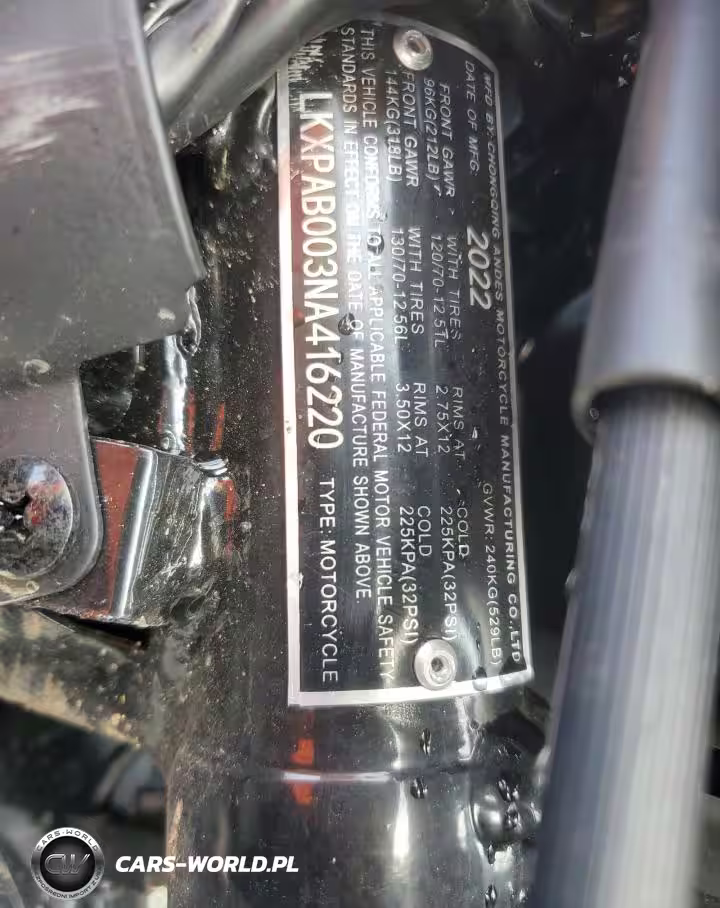 MFD BY:CHONGQING ANDES MOTORCYCLE MANUFACTURING CO.,LTD
DATE OF MFG: 2022 GVWR: 240KG(529LB)
FRONT GAWR WITH TIRES RIMS AT COLD
96KG(212LB) 120/70-12.51L 2.75X12 225KPA(32PSI)
FRONT GAWR WITH TIRES RIMS AT COLD
144KG(318LB) 130/70-12.56L 3.50X12 225KPA(32PSI)
THIS VEHICLE CONFORMS TO ALL APPLICABLE FEDERAL MOTOR VEHICLE SAFETY
STANDARDS IN EFFECT ON THE DATE OF MANUFACTURE SHOWN ABOVE.
LKXPAB003NA416220 TYPE: MOTORCYCLE
CARS-WORLD
CW
CARS-WORLD.PL